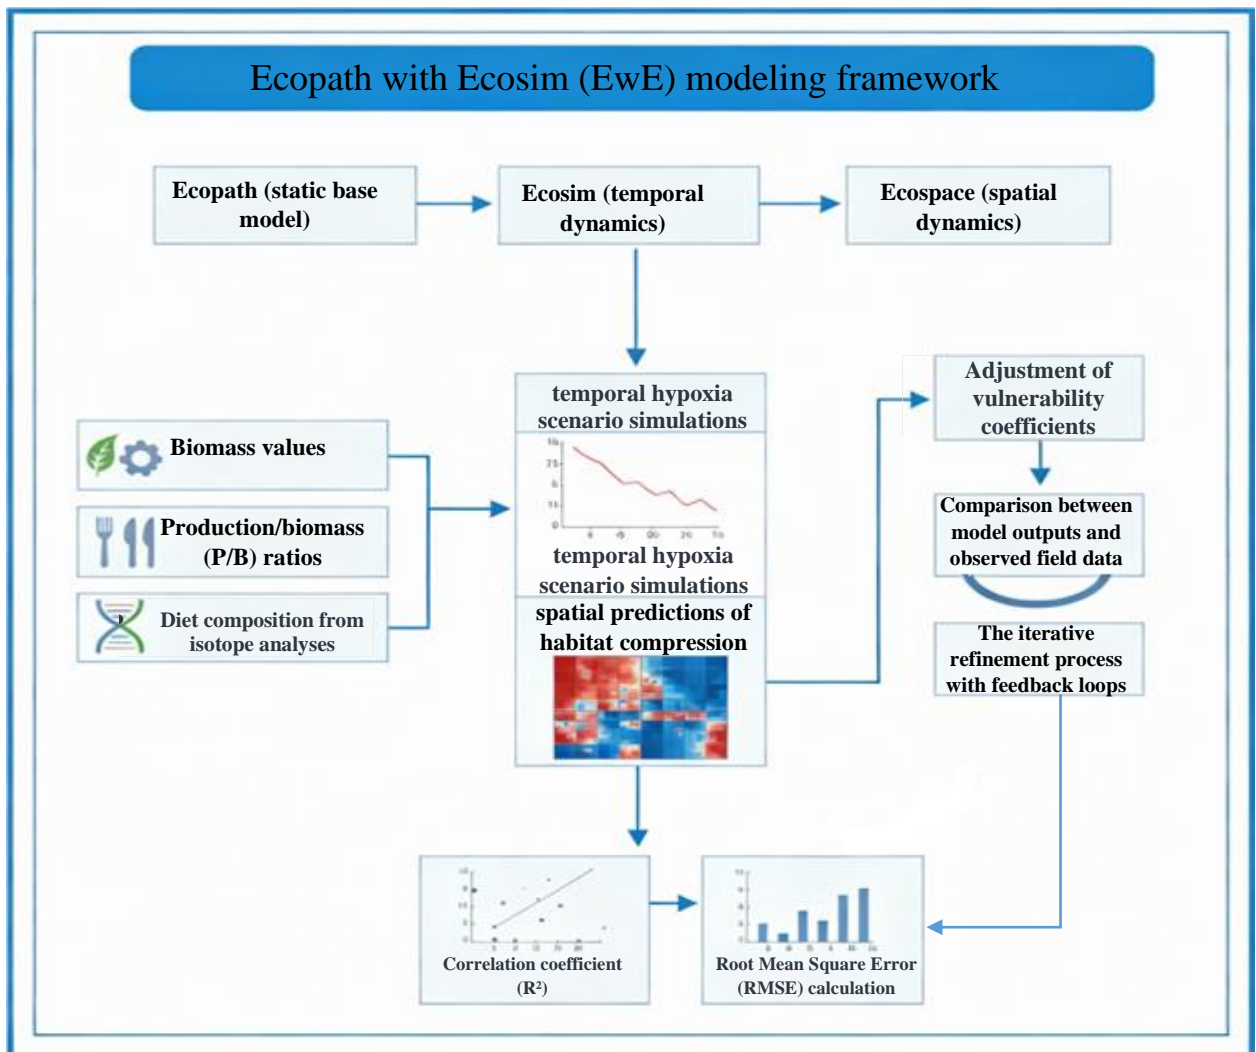 Ecopath with Ecosim (EwE) modeling framework
Ecopath (static base
model)
Ecosim (temporal
dynamics)
Ecospace (spatial
dynamics)
Biomass values
Production/biomass
(P/B) ratios
Diet composition from
isotope analyses
temporal hypoxia
scenario simulations
temporal hypoxia
scenario simulations
spatial predictions of
habitat compression
Adjustment of
vulnerability
coefficients
Comparison between
model outputs and
observed field data
The iterative
refinement process
with feedback loops
Correlation coefficient
(R²)
Root Mean Square Error
(RMSE) calculation